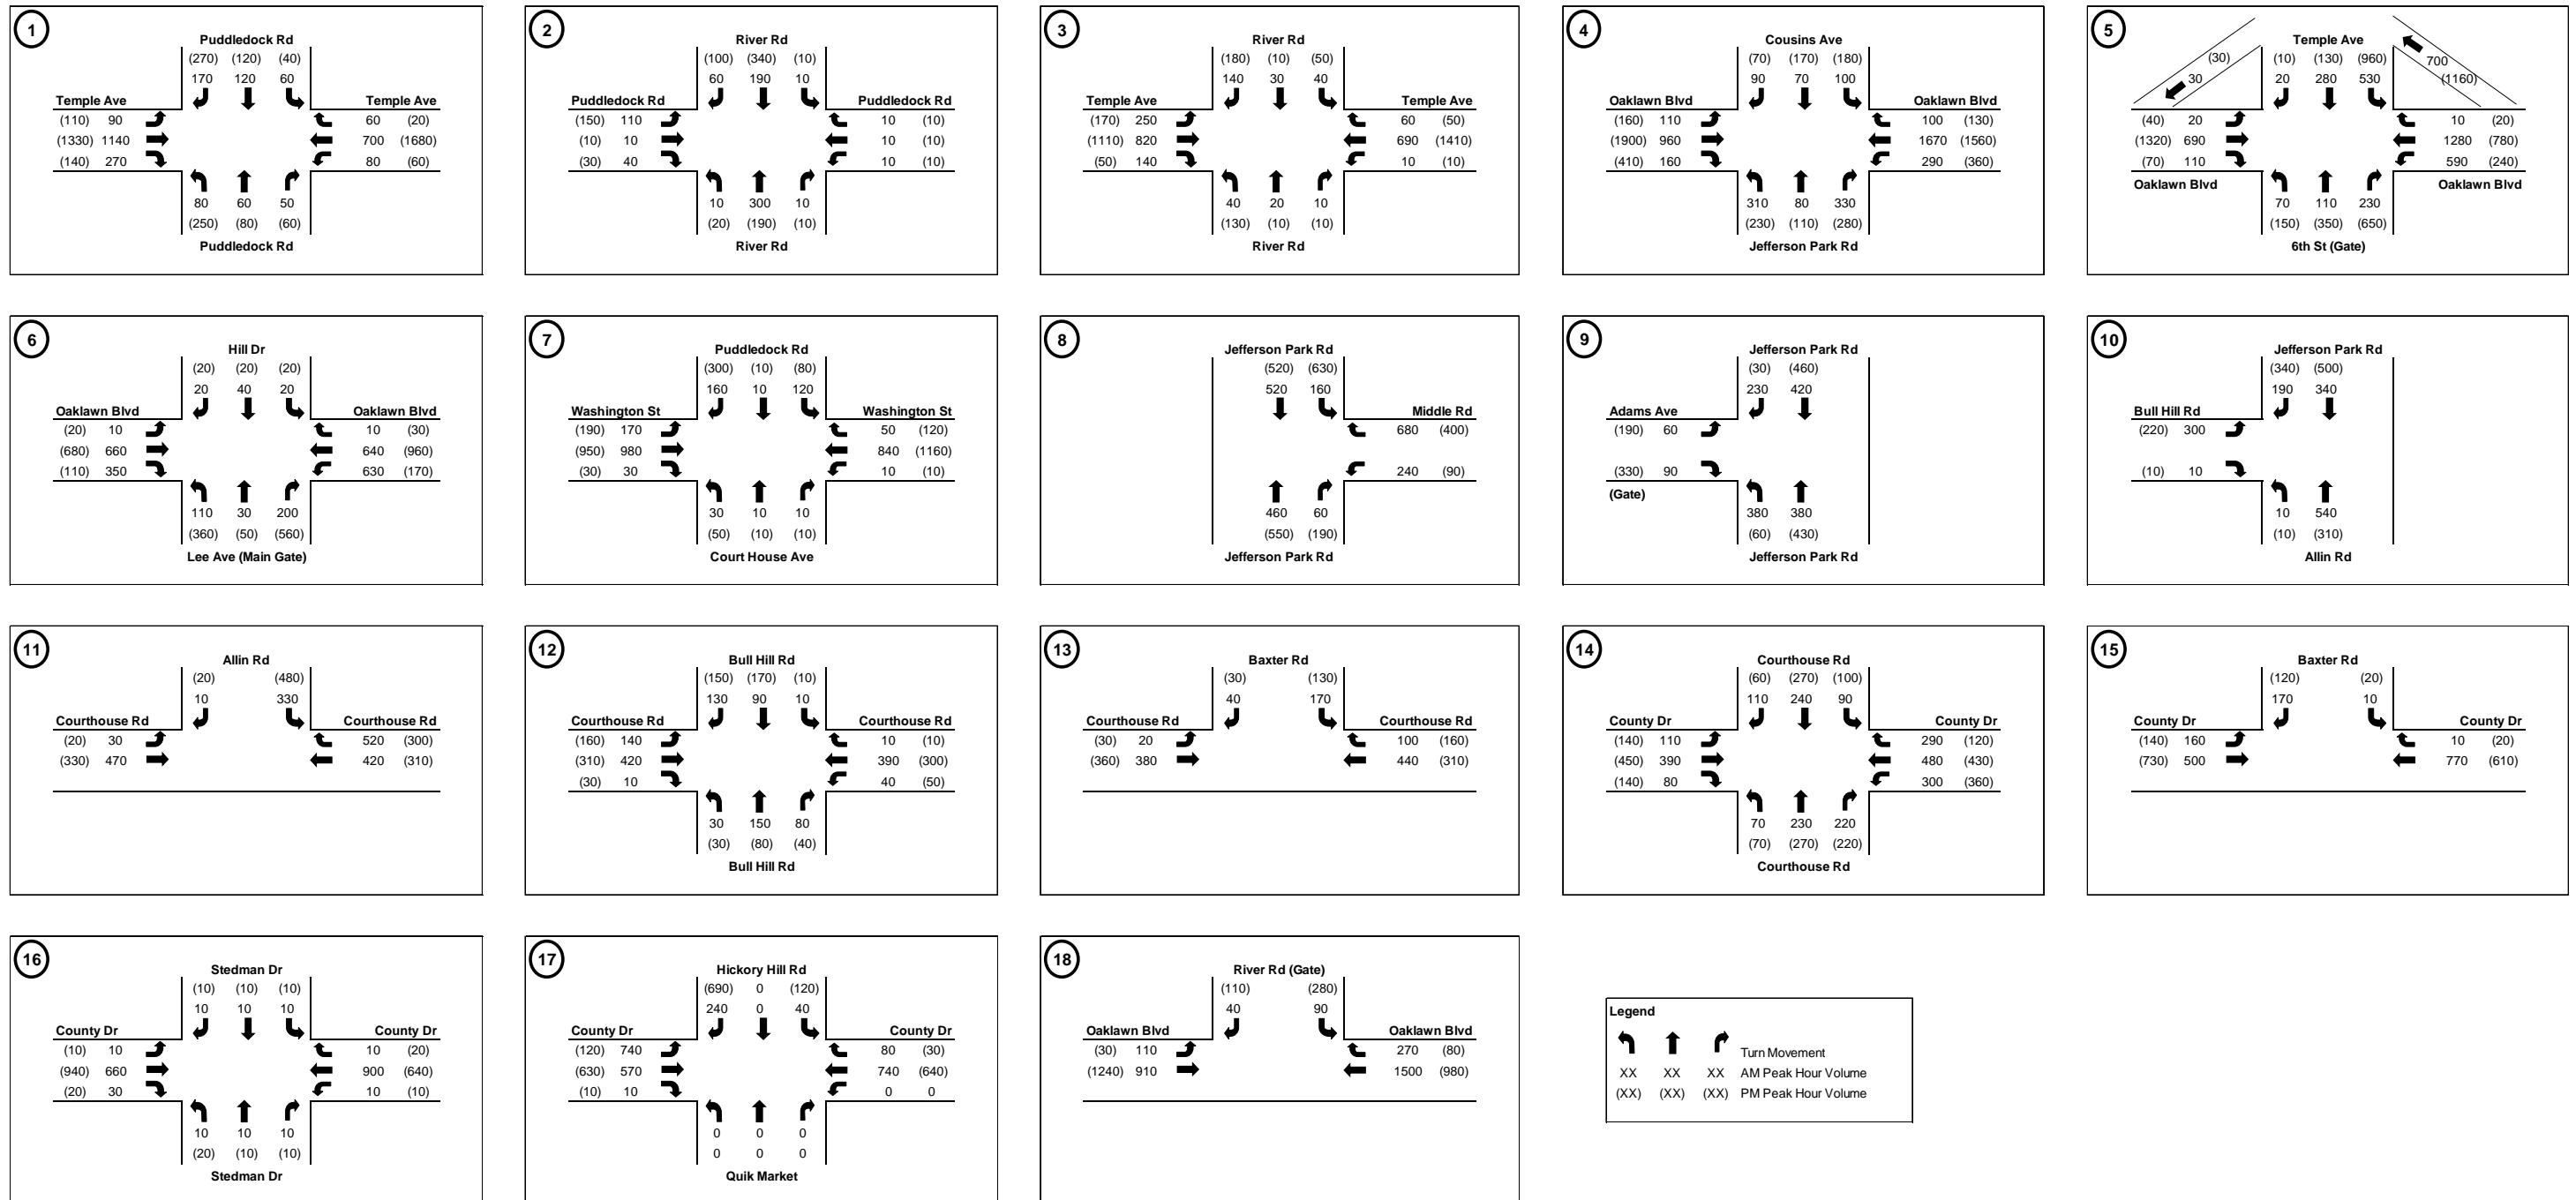 1
Puddledock Rd
(270) (120) (40)
170 120 60
Temple Ave Temple Ave
(110) 90 60 (20)
(1330) 1140 700 (1680)
(140) 270 80 (60)
80 60 50
(250) (80) (60)
Puddledock Rd
2
River Rd
(100) (340) (10)
60 190 10
Puddledock Rd Puddledock Rd
(150) 110 10 (10)
(10) 10 10 (10)
(30) 40 10 (10)
10 300 10
(20) (190) (10)
River Rd
3
River Rd
(180) (10) (50)
140 30 40
Temple Ave Temple Ave
(170) 250 60 (50)
(1110) 820 690 (1410)
(50) 140 10 (10)
40 20 10
(130) (10) (10)
River Rd
4
Cousins Ave
(70) (170) (180)
90 70 100
Oaklawn Blvd Oaklawn Blvd
(160) 110 100 (130)
(1900) 960 1670 (1560)
(410) 160 290 (360)
310 80 330
(230) (110) (280)
Jefferson Park Rd
5
Temple Ave
(30) (10) (130) (960) 700
30 20 280 530 (1160)
(40) 20 10 (20)
(1320) 690 1280 (780)
(70) 110 590 (240)
Oaklawn Blvd Oaklawn Blvd
70 110 230
(150) (350) (650)
6th St (Gate)
6
Hill Dr
(20) (20) (20)
20 40 20
Oaklawn Blvd Oaklawn Blvd
(20) 10 10 (30)
(680) 660 640 (960)
(110) 350 630 (170)
110 30 200
(360) (50) (560)
Lee Ave (Main Gate)
7
Puddledock Rd
(300) (10) (80)
160 10 120
Washington St Washington St
(190) 170 50 (120)
(950) 980 840 (1160)
(30) 30 10 (10)
30 10 10
(50) (10) (10)
Court House Ave
8
Jefferson Park Rd
(520) (630)
520 160
Middle Rd
680 (400)
240 (90)
460 60
(550) (190)
Jefferson Park Rd
9
Jefferson Park Rd
(30) (460)
230 420
Adams Ave
(190) 60
(330) 90
(Gate)
380 380
(60) (430)
Jefferson Park Rd
10
Jefferson Park Rd
(340) (500)
190 340
Bull Hill Rd
(220) 300
(10) 10
10 540
(10) (310)
Allin Rd
11
Allin Rd
(20) (480)
10 330
Courthouse Rd Courthouse Rd
(20) 30 520 (300)
(330) 470 420 (310)
12
Bull Hill Rd
(150) (170) (10)
130 90 10
Courthouse Rd Courthouse Rd
(160) 140 10 (10)
(310) 420 390 (300)
(30) 10 40 (50)
30 150 80
(30) (80) (40)
Bull Hill Rd
13
Baxter Rd
(30) (130)
40 170
Courthouse Rd Courthouse Rd
(30) 20 100 (160)
(360) 380 440 (310)
14
Courthouse Rd
(60) (270) (100)
110 240 90
County Dr County Dr
(140) 110 290 (120)
(450) 390 480 (430)
(140) 80 300 (360)
70 230 220
(70) (270) (220)
Courthouse Rd
15
Baxter Rd
(120) (20)
170 10
County Dr County Dr
(140) 160 10 (20)
(730) 500 770 (610)
16
Stedman Dr
(10) (10) (10)
10 10 10
County Dr County Dr
(10) 10 10 (20)
(940) 660 900 (640)
(20) 30 10 (10)
10 10 10
(20) (10) (10)
Stedman Dr
17
Hickory Hill Rd
(690) 0 (120)
240 0 40
County Dr County Dr
(120) 740 80 (30)
(630) 570 740 (640)
(10) 10 0 0
0 0 0
0 0 0
Quik Market
18
River Rd (Gate)
(110) (280)
40 90
Oaklawn Blvd Oaklawn Blvd
(30) 110 270 (80)
(1240) 910 1500 (980)
Legend
Turn Movement
XX XX XX AM Peak Hour Volume
(XX) (XX) (XX) PM Peak Hour Volume